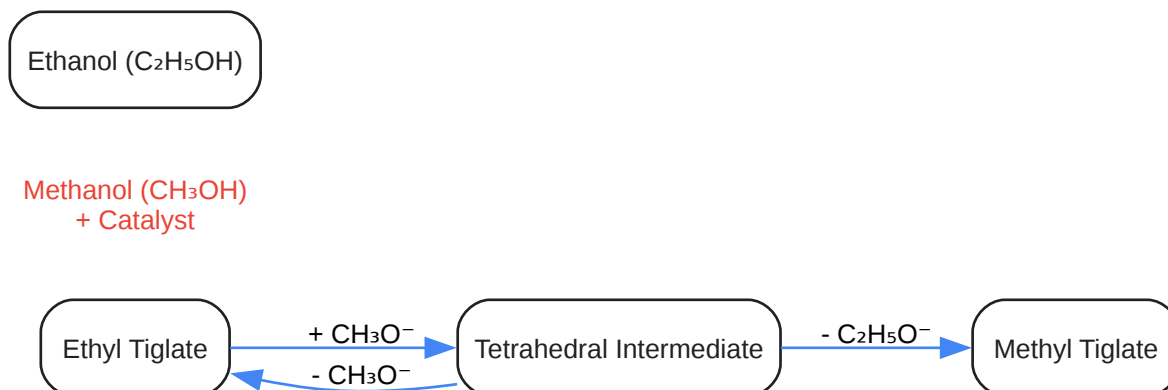 Ethanol (C₂H₅OH)
Methanol (CH₃OH)
+ Catalyst
+ CH₃O⁻
- C₂H₅O⁻
Ethyl Tiglate
Tetrahedral Intermediate
Methyl Tiglate
- CH₃O⁻